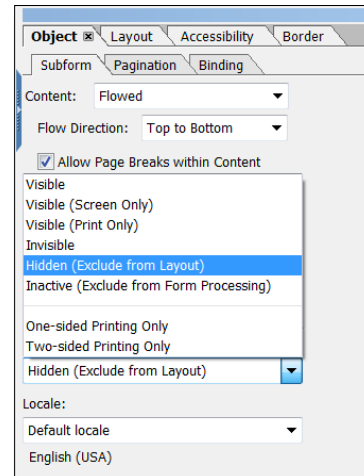 Object Layout Accessibility Border
Subform Pagination Binding
Content: Flowed
Flow Direction: Top to Bottom
Allow Page Breaks within Content
Visible
Visible (Screen Only)
Visible (Print Only)
Invisible
Hidden (Exclude from Layout)
Inactive (Exclude from Form Processing)
One-sided Printing Only
Two-sided Printing Only
Hidden (Exclude from Layout)
Locale:
Default locale
English (USA)